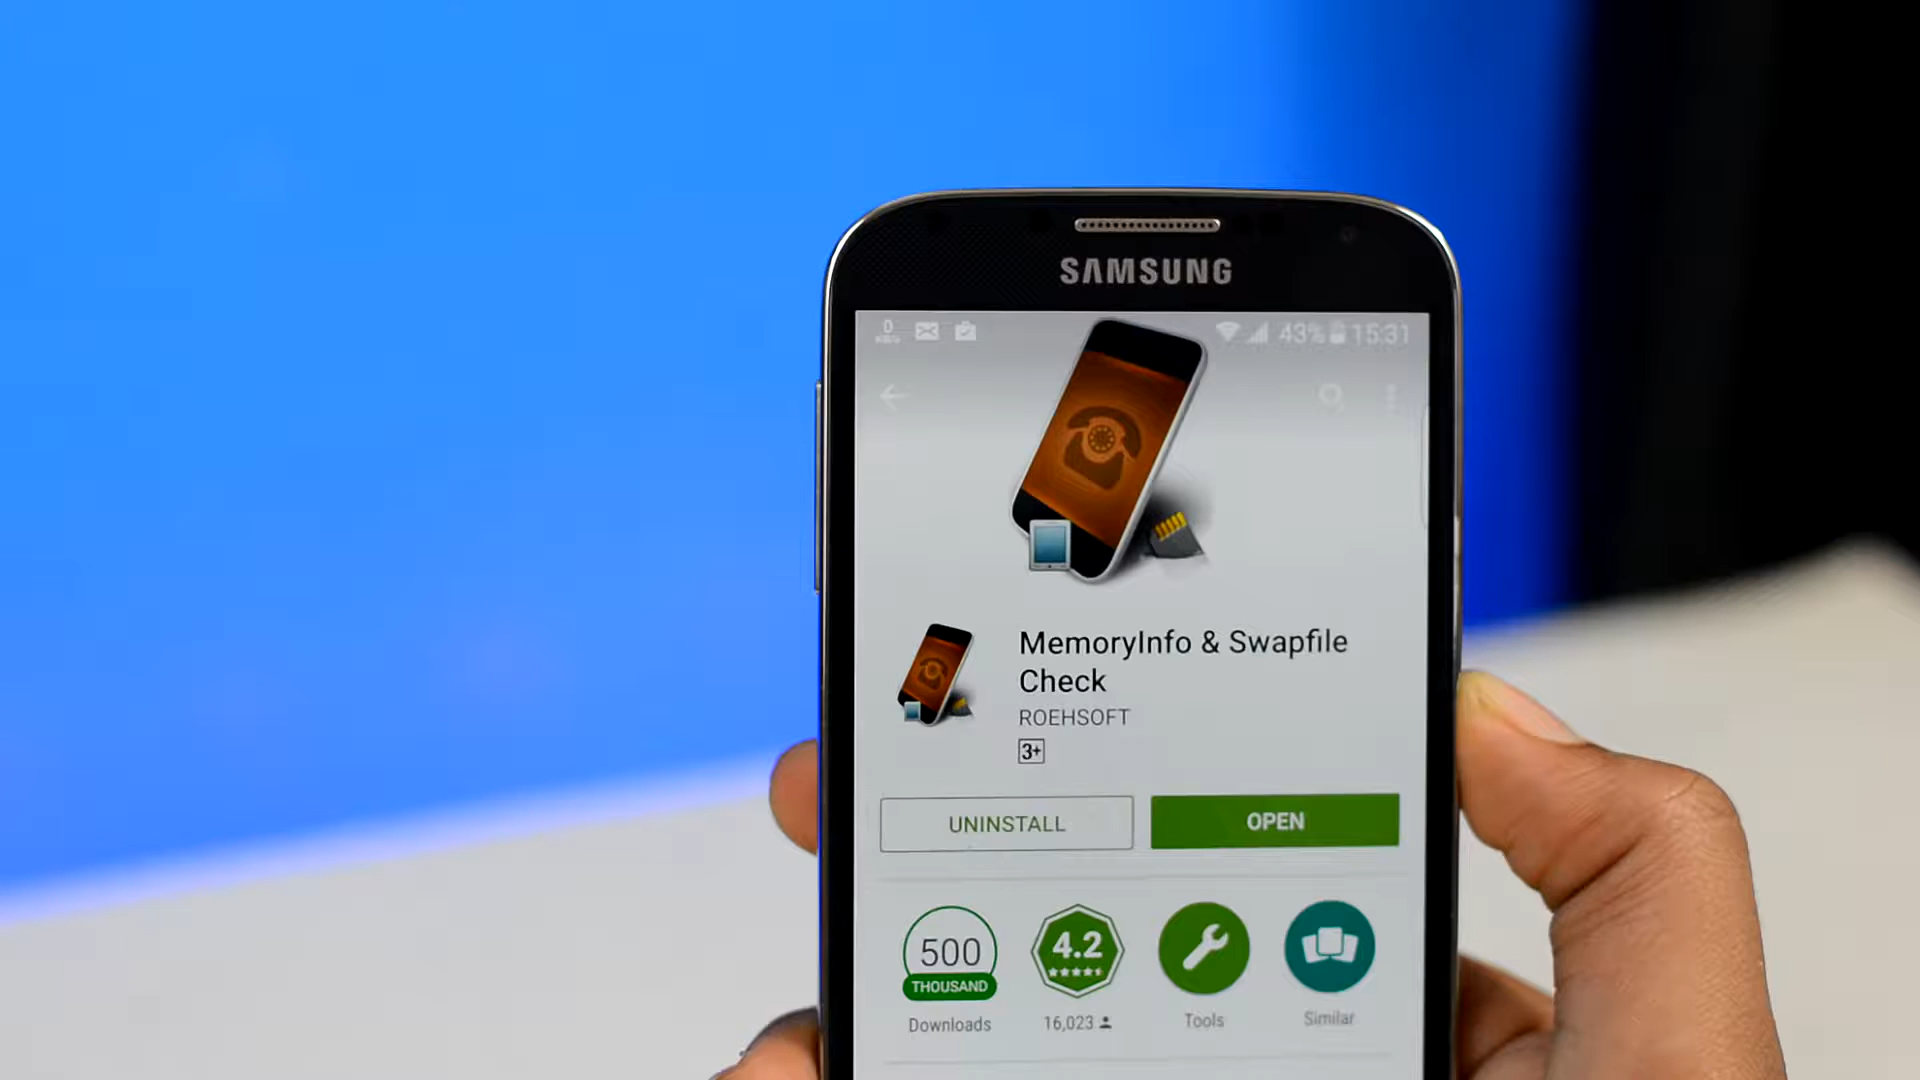 SAMSUNG
0
43% 15:31
MemoryInfo & Swapfile
Check
ROEHSOFT
3+
UNINSTALL
OPEN
500
THOUSAND
4.2
Downloads
16,023
Tools
Similar